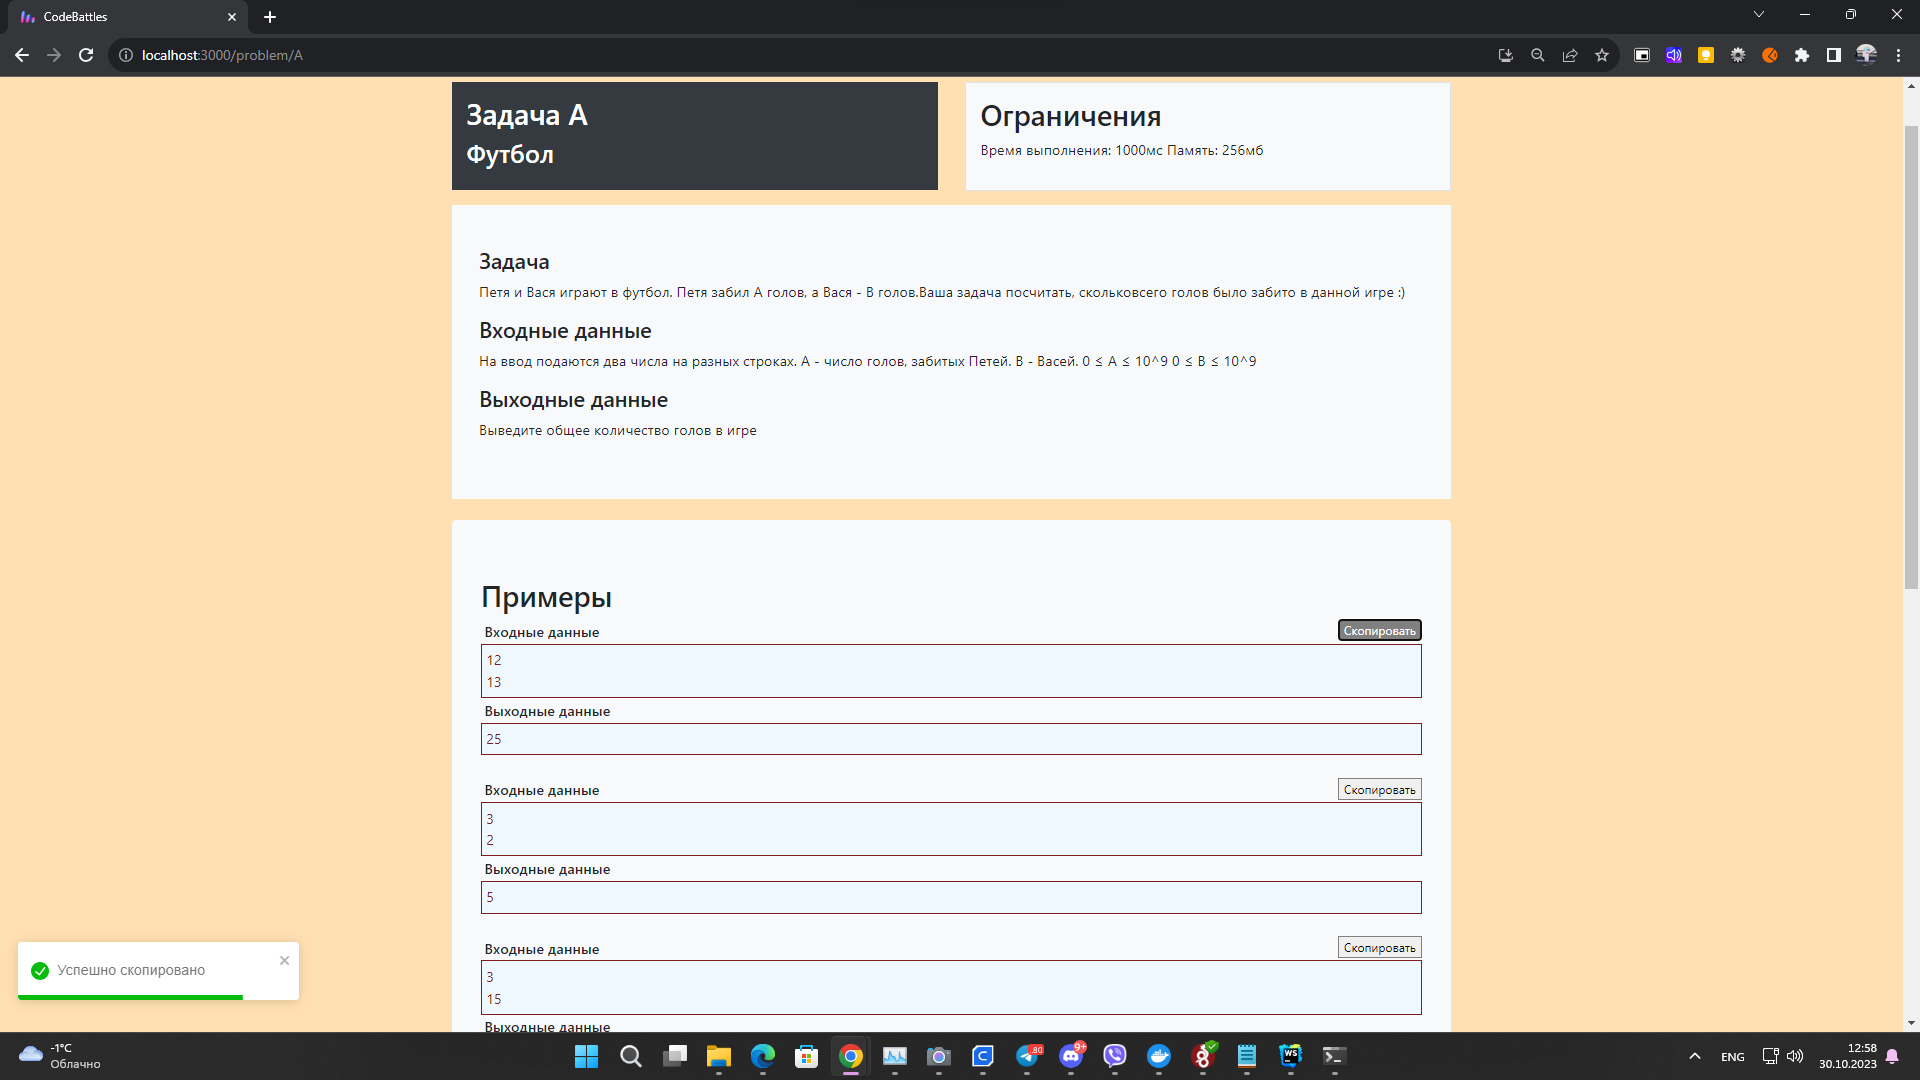 CodeBattles
localhost:3000/problem/A
Задача A
Футбол
Ограничения
Время выполнения: 1000мс Память: 256мб
Задача
Петя и Вася играют в футбол. Петя забил A голов, а Вася - B голов.Ваша задача посчитать, скольковсего голов было забито в данной игре :)
Входные данные
На ввод подаются два числа на разных строках. A - число голов, забитых Петей. B - Васей. 0 ≤ A ≤ 10^9 0 ≤ B ≤ 10^9
Выходные данные
Выведите общее количество голов в игре
Примеры
Входные данные
Скопировать
12
13
Выходные данные
25
Входные данные
Скопировать
3
2
Выходные данные
5
Входные данные
Скопировать
3
15
Выходные данные
Успешно скопировано
-1°C
Облачно
80
9+
WS
ENG
12:58
30.10.2023